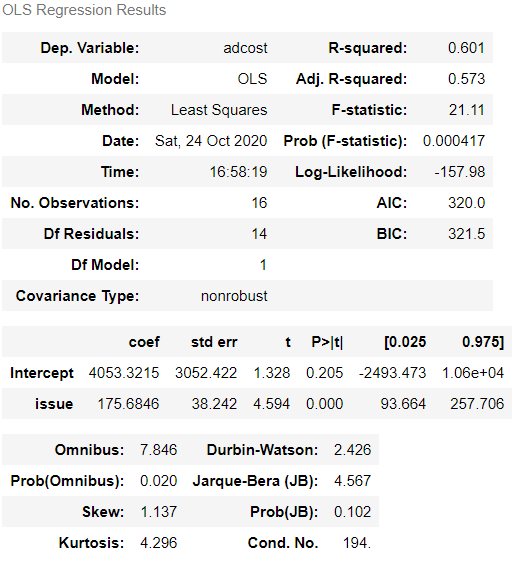 OLS Regression Results
Dep. Variable: adcost R-squared: 0.601
Model: OLS Adj. R-squared: 0.573
Method: Least Squares F-statistic: 21.11
Date: Sat, 24 Oct 2020 Prob (F-statistic): 0.000417
Time: 16:58:19 Log-Likelihood: -157.98
No. Observations: 16 AIC: 320.0
Df Residuals: 14 BIC: 321.5
Df Model: 1
Covariance Type: nonrobust
coef std err t P>|t| [0.025 0.975]
Intercept 4053.3215 3052.422 1.328 0.205 -2493.473 1.06e+04
issue 175.6846 38.242 4.594 0.000 93.664 257.706
Omnibus: 7.846 Durbin-Watson: 2.426
Prob(Omnibus): 0.020 Jarque-Bera (JB): 4.567
Skew: 1.137 Prob(JB): 0.102
Kurtosis: 4.296 Cond. No. 194.